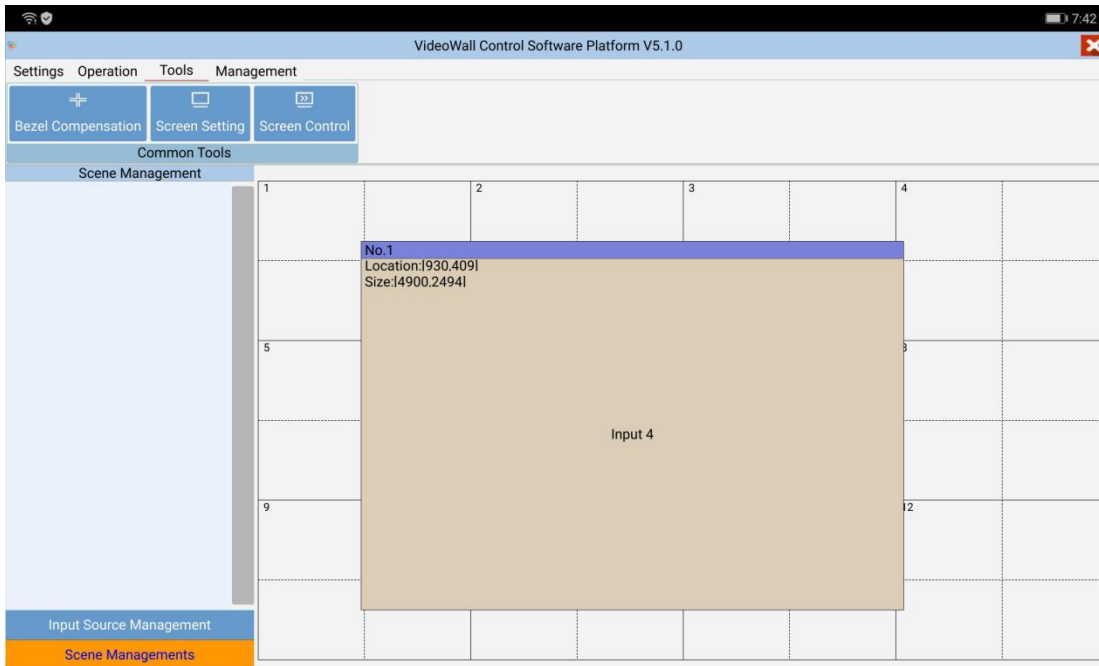 7:42
VideoWall Control Software Platform V5.1.0
Settings Operation Tools Management
Bezel Compensation Screen Setting Screen Control
Common Tools
Scene Management
1 2 3 4
No.1
Location:[930,409]
Size:[4900,2494]
5
Input 4
9 12
Input Source Management
Scene Managements